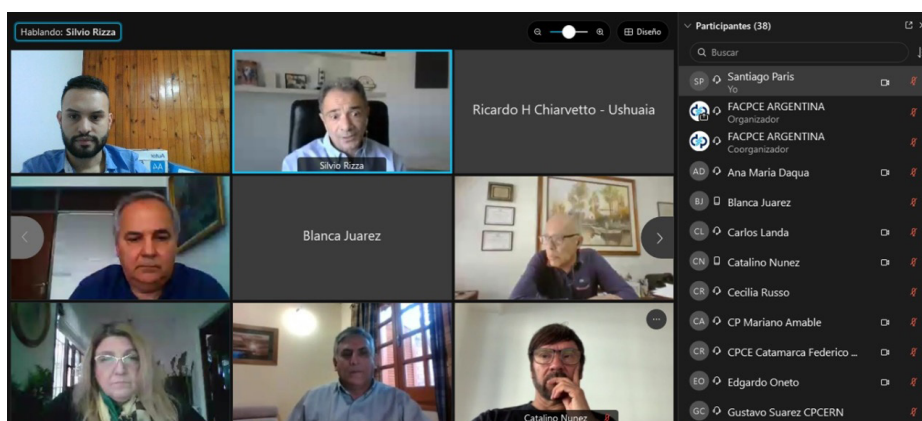 Hablando: Silvio Rizza
Diseño
Silvio Rizza
Ricardo H Chiarvetto - Ushuaia
Blanca Juarez
Catalino Nunez
Participantes (38)
Buscar
SP
Santiago Paris
Yo
FACPCE ARGENTINA
Organizador
FACPCE ARGENTINA
Coorganizador
AD
Ana Maria Daqua
BJ
Blanca Juarez
CL
Carlos Landa
CN
Catalino Nunez
CR
Cecilia Russo
CA
CP Mariano Amable
CR
CPCE Catamarca Federico ...
EO
Edgardo Oneto
GC
Gustavo Suarez CPCERN